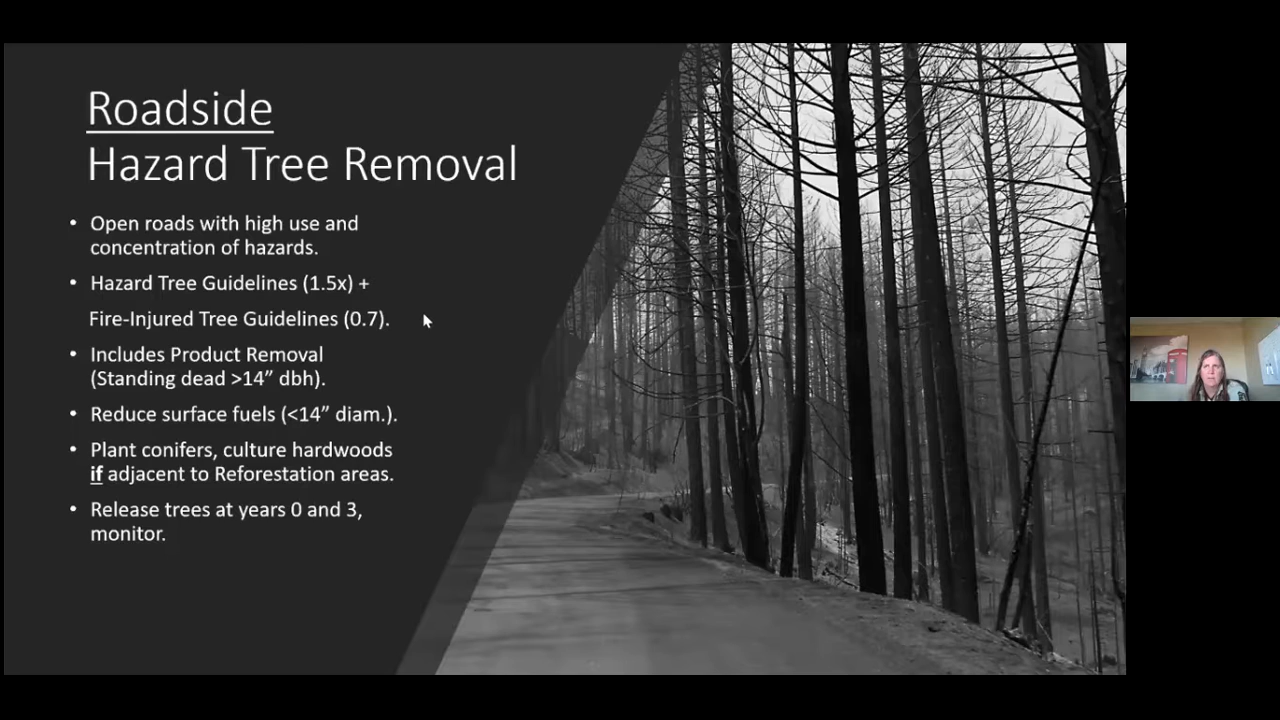 Roadside
Hazard Tree Removal
• Open roads with high use and
concentration of hazards.
• Hazard Tree Guidelines (1.5x) +
Fire-Injured Tree Guidelines (0.7).
• Includes Product Removal
(Standing dead >14” dbh).
• Reduce surface fuels (<14” diam.).
• Plant conifers, culture hardwoods
if adjacent to Reforestation areas.
• Release trees at years 0 and 3,
monitor.